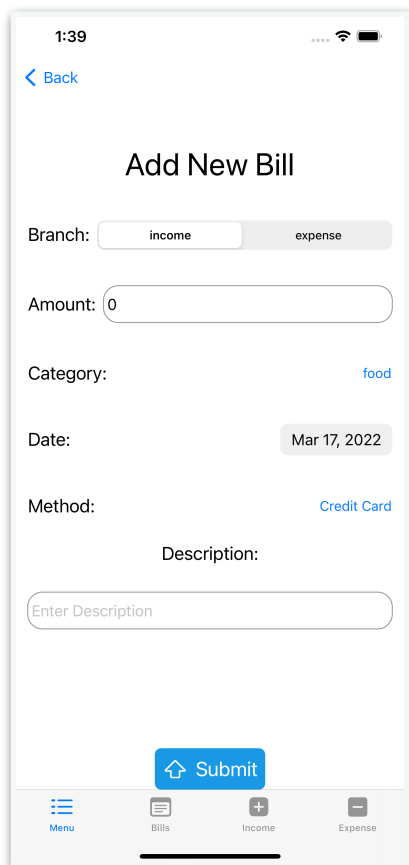 1:39
Back
Add New Bill
Branch: income expense
Amount: 0
Category: food
Date: Mar 17, 2022
Method: Credit Card
Description:
Enter Description
Submit
Menu Bills Income Expense